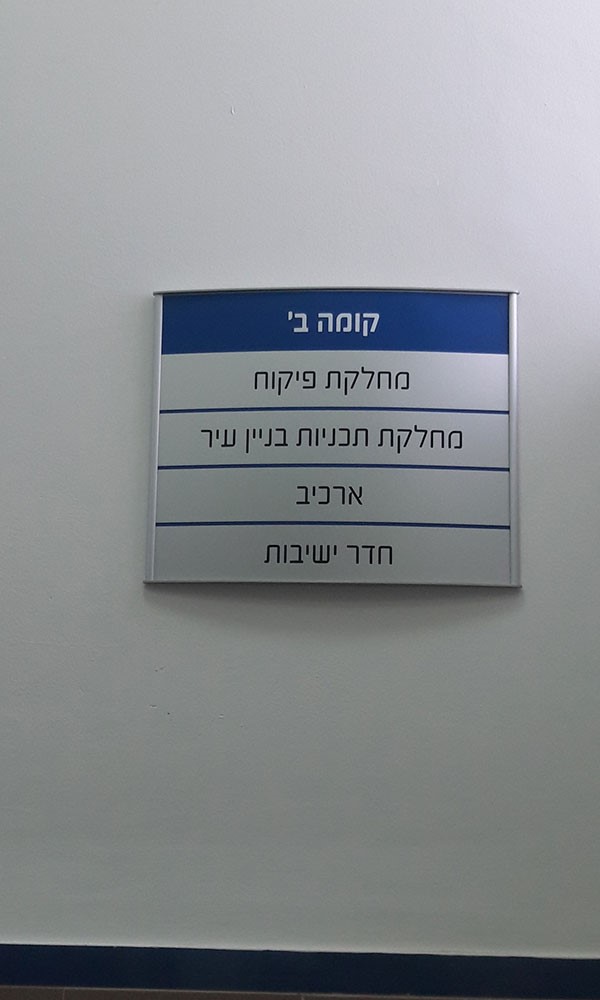 קומה ב'
מחלקת פיקוח
מחלקת תכניות בניין עיר
ארכיב
חדר ישיבות